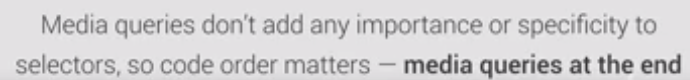 Media queries don't add any importance or specificity to
selectors, so code order matters — media queries at the end